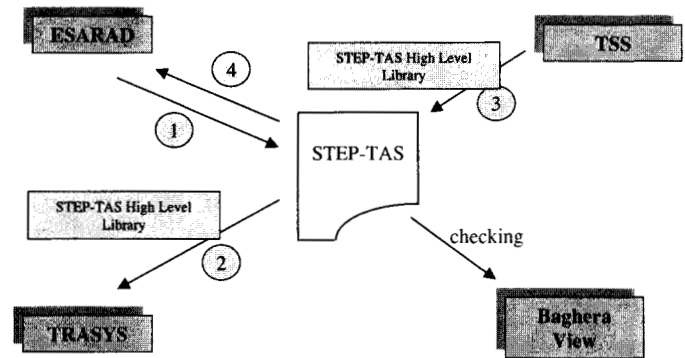 ESARAD
TSS
STEP-TAS High Level
Library
4
3
1
STEP-TAS
STEP-TAS High Level
Library
2
checking
TRASYS
Baghera
View